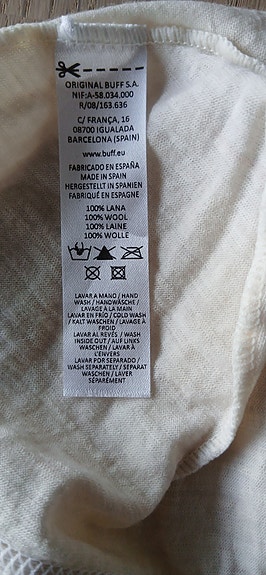 ORIGINAL BUFF S.A.
NIF:A-58.034.000
R/08/163.636
C/ FRANÇA, 16
08700 IGUALADA
BARCELONA (SPAIN)
www.buff.eu
FABRICADO EN ESPAÑA
MADE IN SPAIN
HERGESTELLT IN SPANIEN
FABRIQUÉ EN ESPAGNE
100% LANA
100% WOOL
100% LAINE
100% WOLLE
LAVAR A MANO / HAND
WASH / HANDWÄSCHE /
LAVAGE À LA MAIN
LAVAR EN FRÍO / COLD WASH
/ KALT WASCHEN / LAVAGE À
FROID
LAVAR AL REVÉS / WASH
INSIDE OUT / AUF LINKS
WASCHEN / LAVAR À
L'ENVERS
LAVAR POR SEPARADO /
WASH SEPARATELY / SEPARAT
WASCHEN / LAVER
SÉPARÉMENT